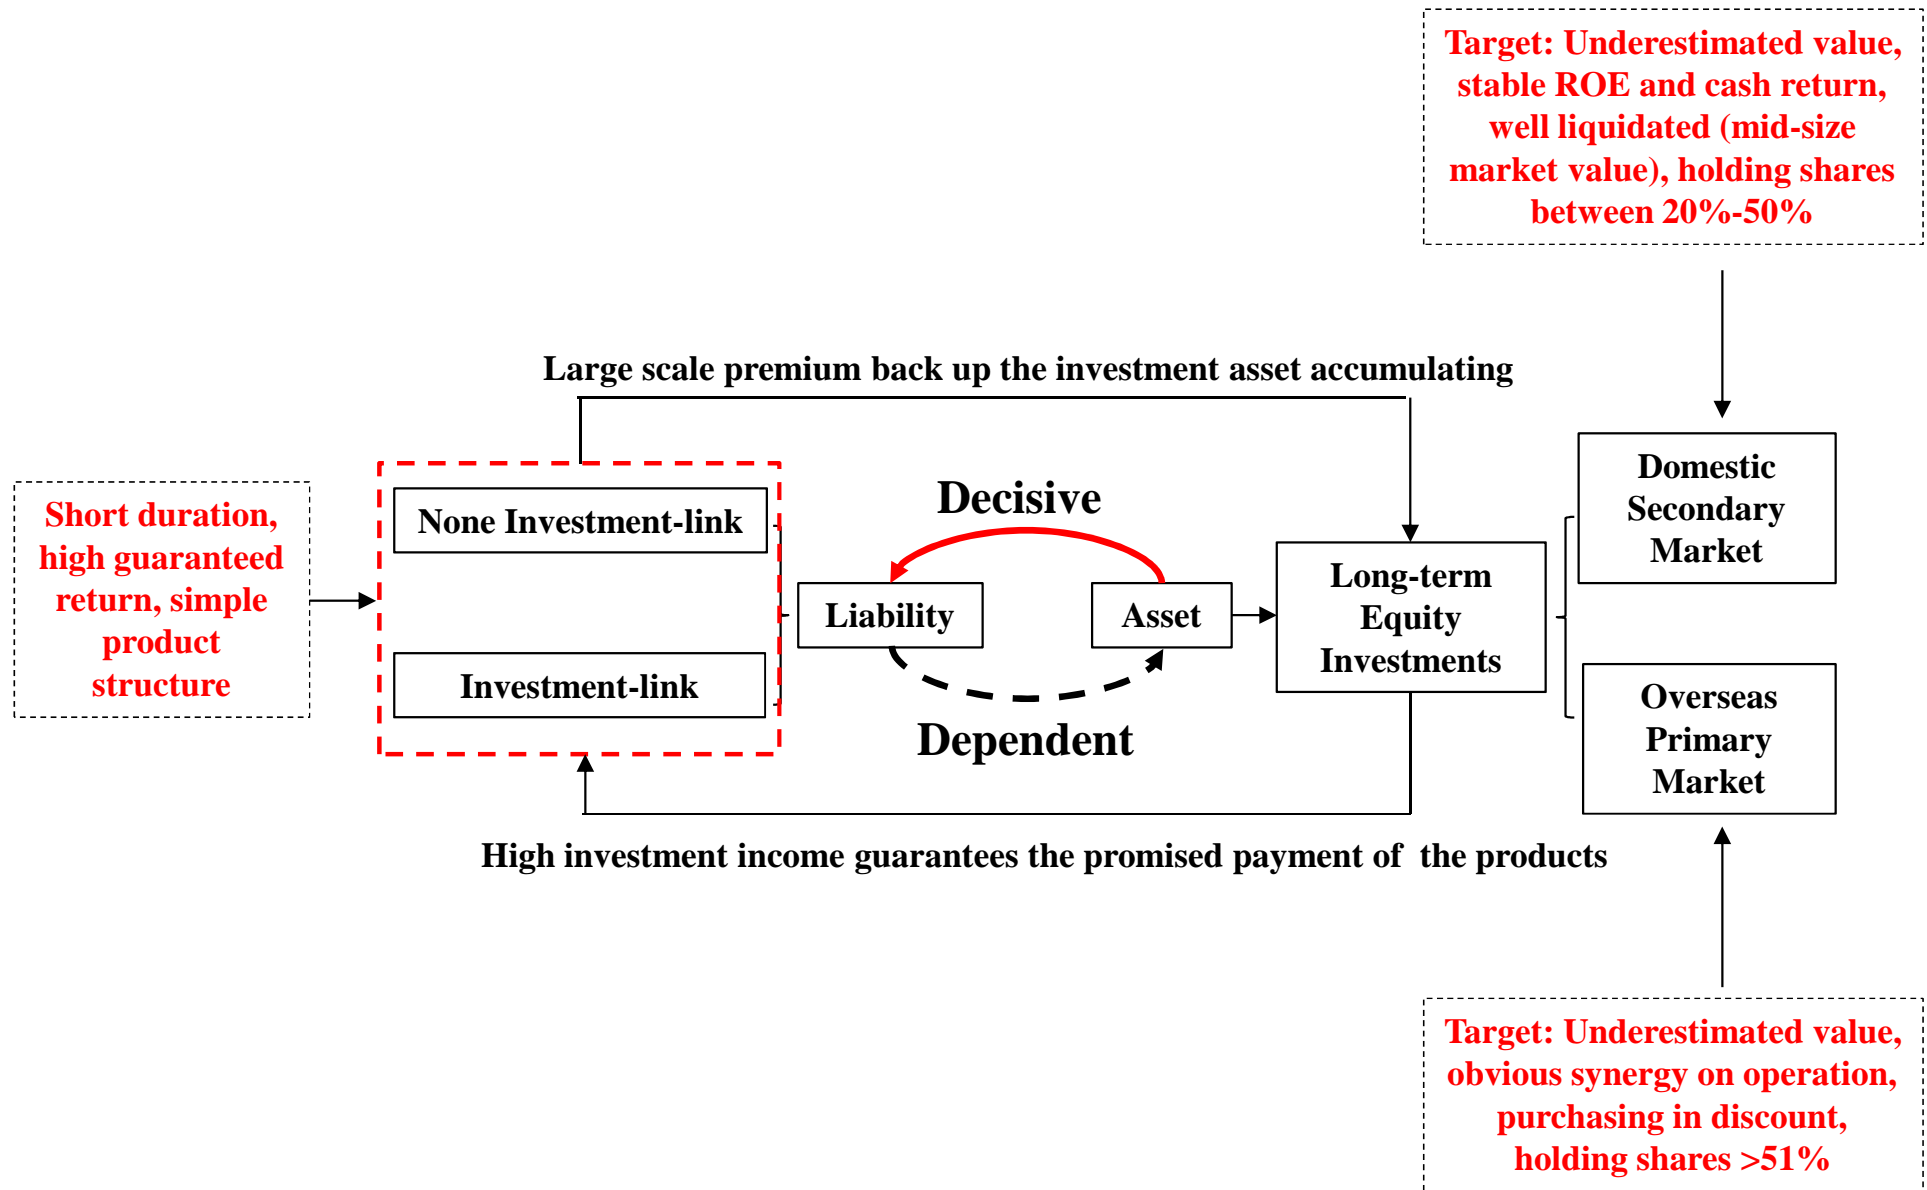 Target: Underestimated value,
stable ROE and cash return,
well liquidated (mid-size
market value), holding shares
between 20%-50%
Large scale premium back up the investment asset accumulating
Short duration,
high guaranteed
return, simple
product
structure
None Investment-link
Investment-link
Decisive
Liability
Asset
Dependent
Long-term
Equity
Investments
Domestic
Secondary
Market
Overseas
Primary
Market
High investment income guarantees the promised payment of  the products
Target: Underestimated value,
obvious synergy on operation,
purchasing in discount,
holding shares >51%